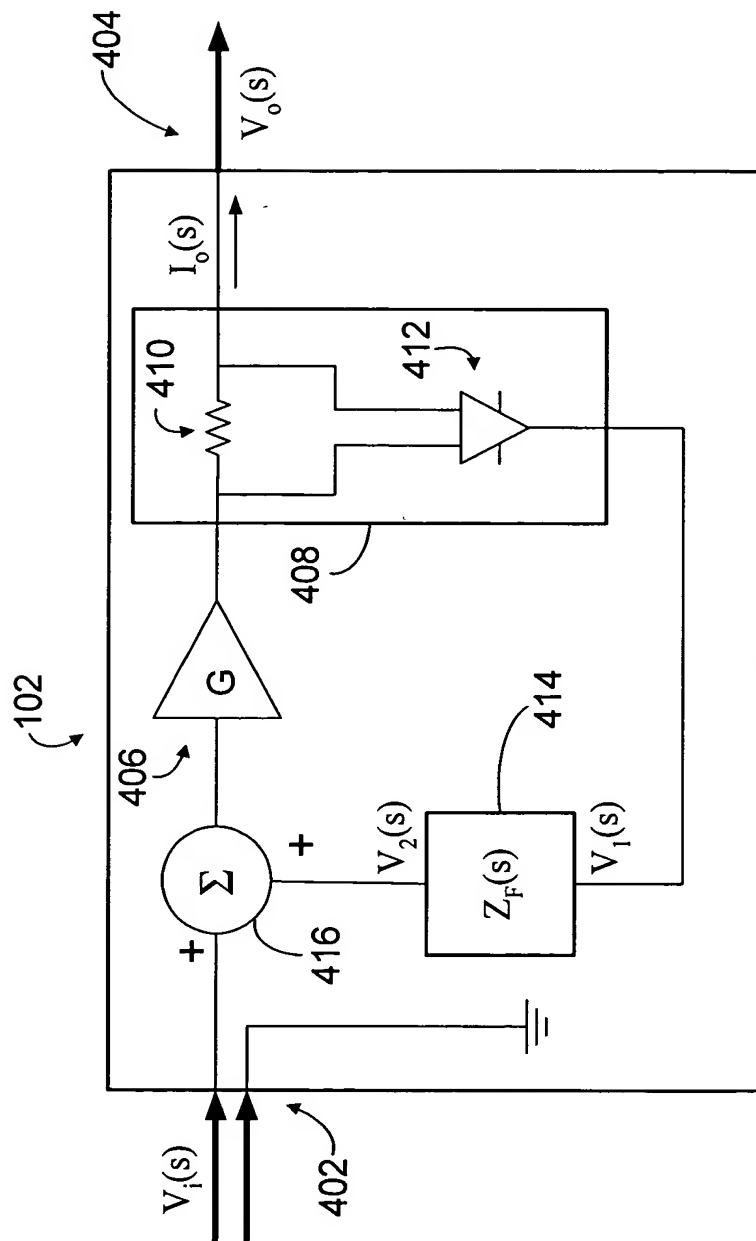 102
404
V_i(s)
402
+
Σ
+
416
406
G
410
I_o(s)
V_o(s)
408
412
V_2(s)
Z_F(s)
414
V_1(s)